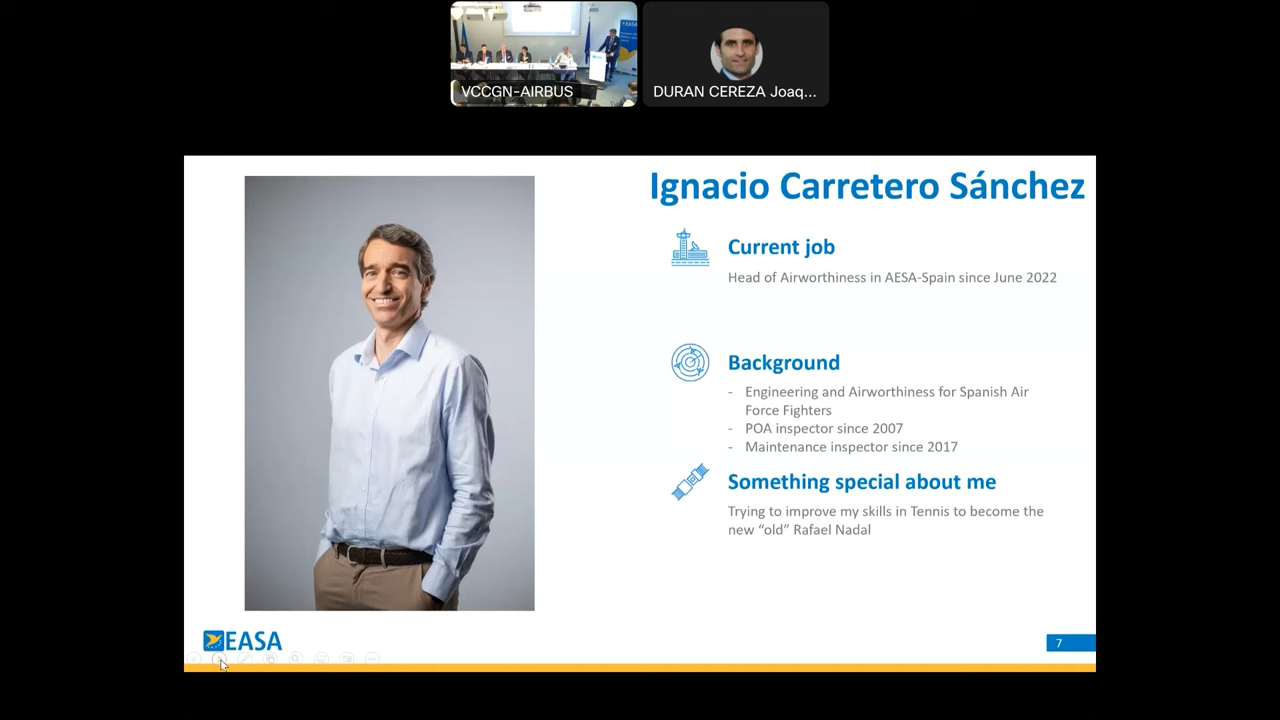 EASA
VCCGN-AIRBUS
DURAN CEREZA Joaq...
Ignacio Carretero Sánchez
Current job
Head of Airworthiness in AESA-Spain since June 2022
Background
- Engineering and Airworthiness for Spanish Air
Force Fighters
- POA inspector since 2007
- Maintenance inspector since 2017
Something special about me
Trying to improve my skills in Tennis to become the
new “old” Rafael Nadal
EASA
7